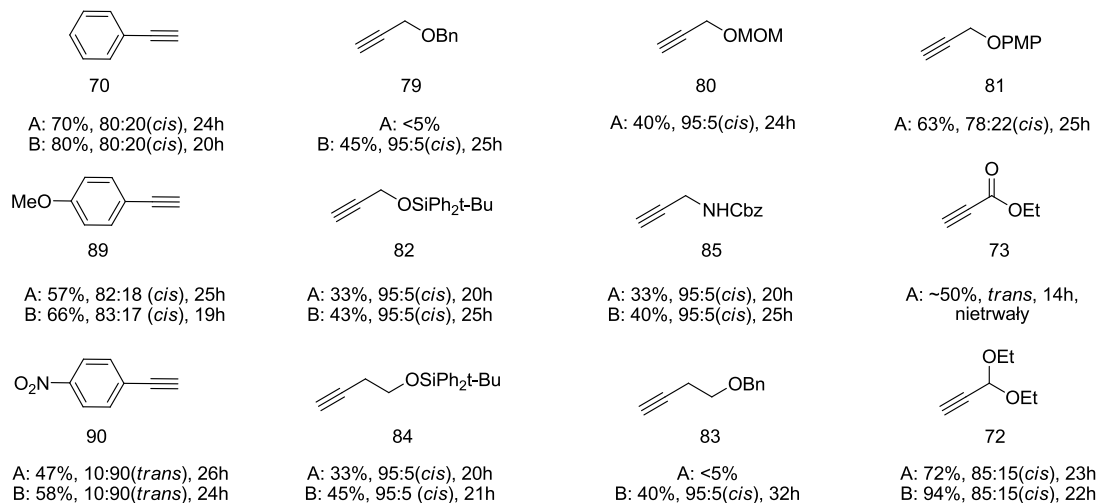 OBn
OMOM
OPMP
70
79
80
81
A: 70%, 80:20(cis), 24h
B: 80%, 80:20(cis), 20h
A: <5%
B: 45%, 95:5(cis), 25h
A: 40%, 95:5(cis), 24h
A: 63%, 78:22(cis), 25h
MeO
OSiPh2t-Bu
NHCbz
O
OEt
89
82
85
73
A: 57%, 82:18 (cis), 25h
B: 66%, 83:17 (cis), 19h
A: 33%, 95:5(cis), 20h
B: 43%, 95:5(cis), 25h
A: 33%, 95:5(cis), 20h
B: 40%, 95:5(cis), 25h
A: ~50%, trans, 14h,
nietrwały
O2N
OSiPh2t-Bu
OBn
OEt
OEt
90
84
83
72
A: 47%, 10:90(trans), 26h
B: 58%, 10:90(trans), 24h
A: 33%, 95:5(cis), 20h
B: 45%, 95:5 (cis), 21h
A: <5%
B: 40%, 95:5(cis), 32h
A: 72%, 85:15(cis), 23h
B: 94%, 85:15(cis), 22h